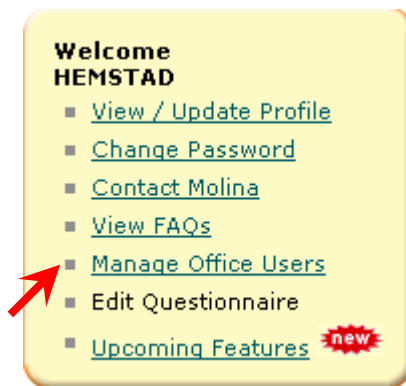 Welcome
HEMSTAD
View / Update Profile
Change Password
Contact Molina
View FAQs
Manage Office Users
Edit Questionnaire
Upcoming Features new